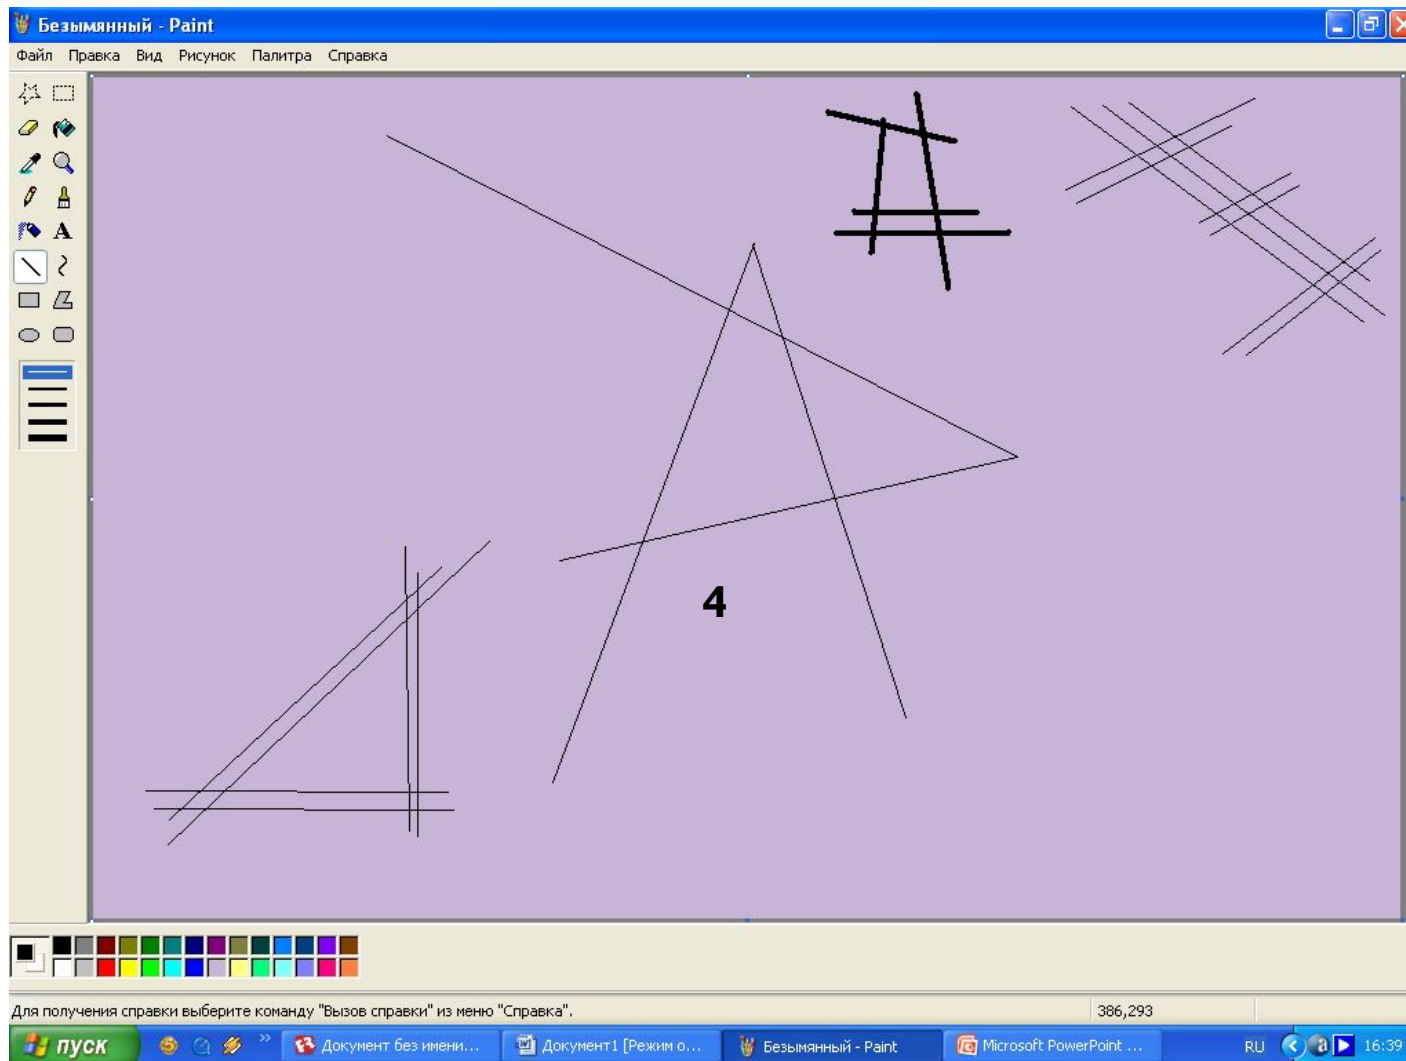 Безымянный - Paint
Файл Правка Вид Рисунок Палитра Справка
A
4
Для получения справки выберите команду "Вызов справки" из меню "Справка".
386,293
пуск
Документ без имени...
Документ1 [Режим о...
Безымянный - Paint
Microsoft PowerPoint ...
RU
16:39